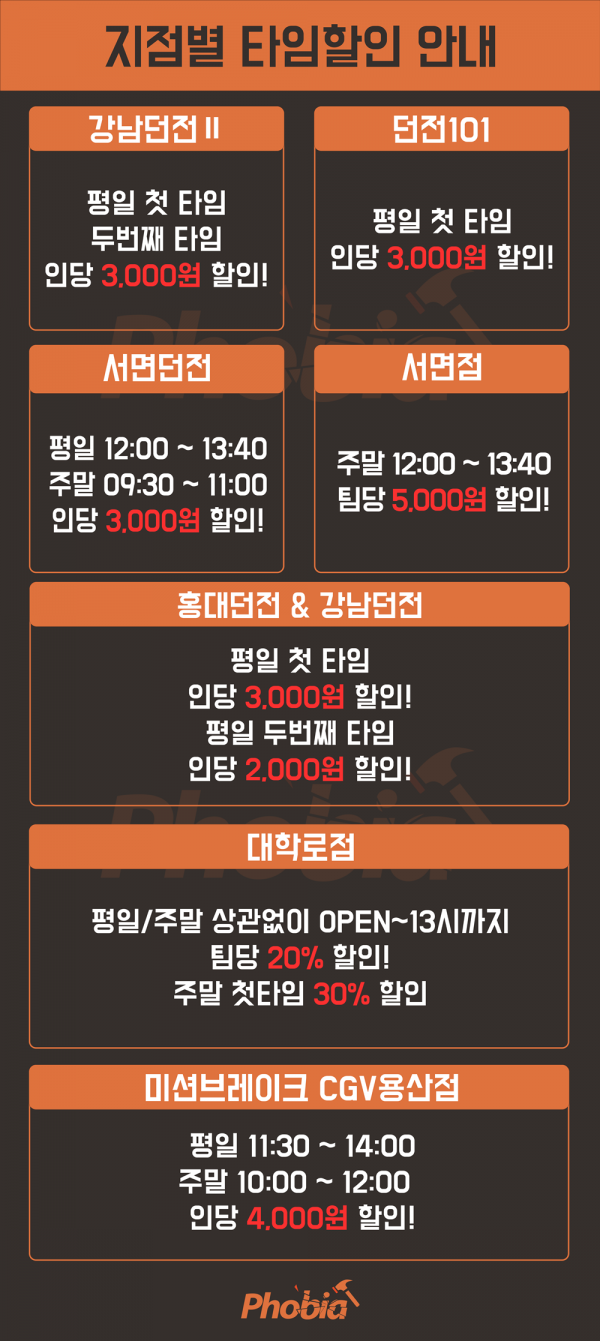 지점별 타임할인 안내
강남던전 II
평일 첫 타임
두번째 타임
인당 3,000원 할인!
던전101
평일 첫 타임
인당 3,000원 할인!
서면던전
평일 12:00 ~ 13:40
주말 09:30 ~ 11:00
인당 3,000원 할인!
서면점
주말 12:00 ~ 13:40
팀당 5,000원 할인!
홍대던전 & 강남던전
평일 첫 타임
인당 3,000원 할인!
평일 두번째 타임
인당 2,000원 할인!
대학로점
평일/주말 상관없이 OPEN~13시까지
팀당 20% 할인!
주말 첫타임 30% 할인
미션브레이크 CGV용산점
평일 11:30 ~ 14:00
주말 10:00 ~ 12:00
인당 4,000원 할인!
Phobia
Phobia
Phobia